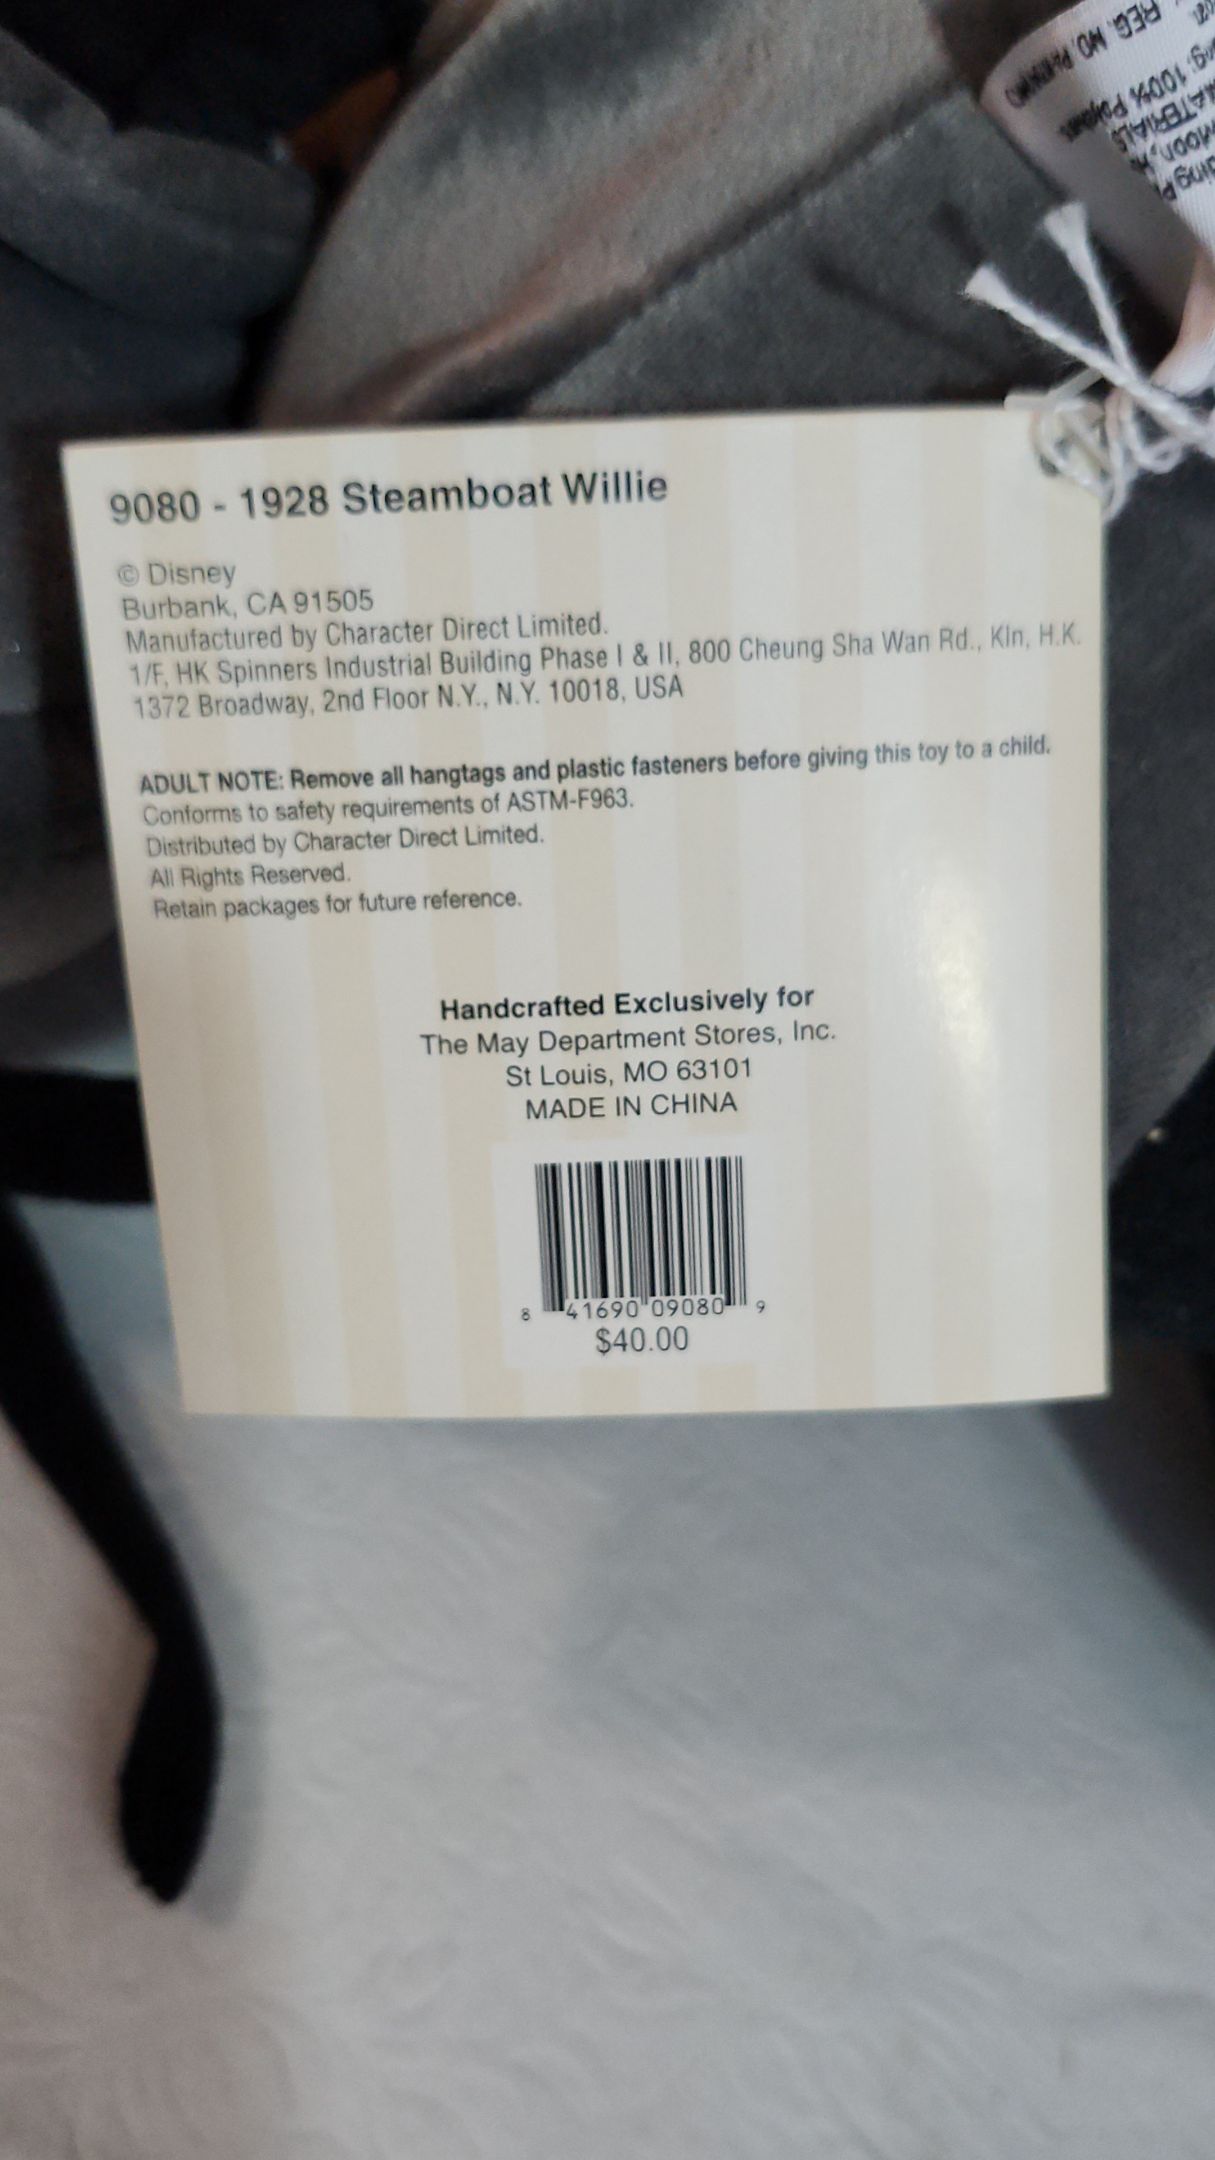 9080 - 1928 Steamboat Willie
© Disney
Burbank, CA 91505
Manufactured by Character Direct Limited.
1/F, HK Spinners Industrial Building Phase I & II, 800 Cheung Sha Wan Rd., Kln, H.K.
1372 Broadway, 2nd Floor N.Y., N.Y. 10018, USA
ADULT NOTE: Remove all hangtags and plastic fasteners before giving this toy to a child.
Conforms to safety requirements of ASTM-F963.
Distributed by Character Direct Limited.
All Rights Reserved.
Retain packages for future reference.
Handcrafted Exclusively for
The May Department Stores, Inc.
St Louis, MO 63101
MADE IN CHINA
8 41690 09080 9
$40.00
REG. NO.
100%
MATERIALS